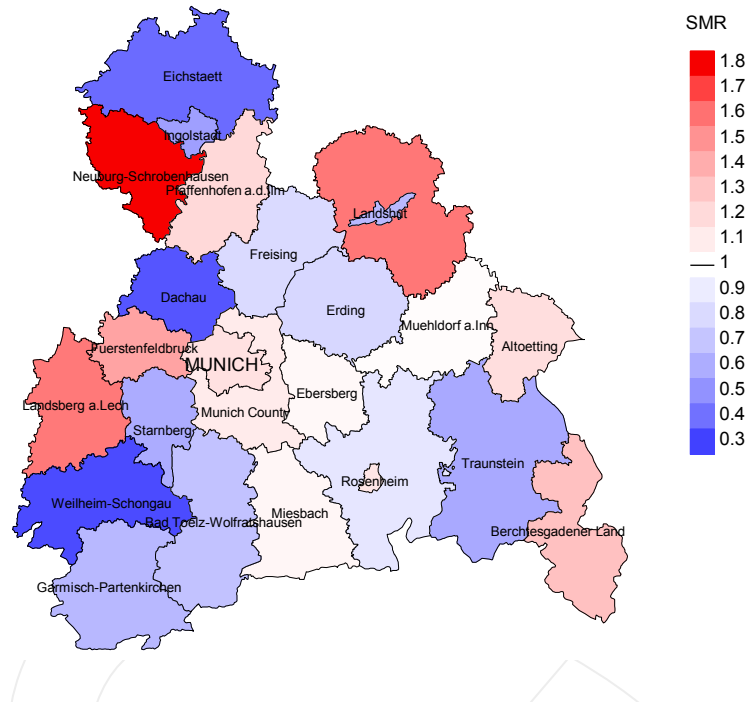 SMR
1.8
1.7
1.6
1.5
1.4
1.3
1.2
1.1
1
0.9
0.8
0.7
0.6
0.5
0.4
0.3
Eichstaett
Ingolstadt
Neuburg-Schrobenhausen
Pfaffenhofen a.d.Ilm
Landshut
Freising
Dachau
Erding
Muehldorf a.Inn
Altoetting
Fuerstenfeldbruck
MUNICH
Ebersberg
Landsberg a.Lech
Munich County
Starnberg
Traunstein
Rosenheim
Weilheim-Schongau
Miesbach
Bad Toelz-Wolfratshausen
Berchtesgadener Land
Garmisch-Partenkirchen